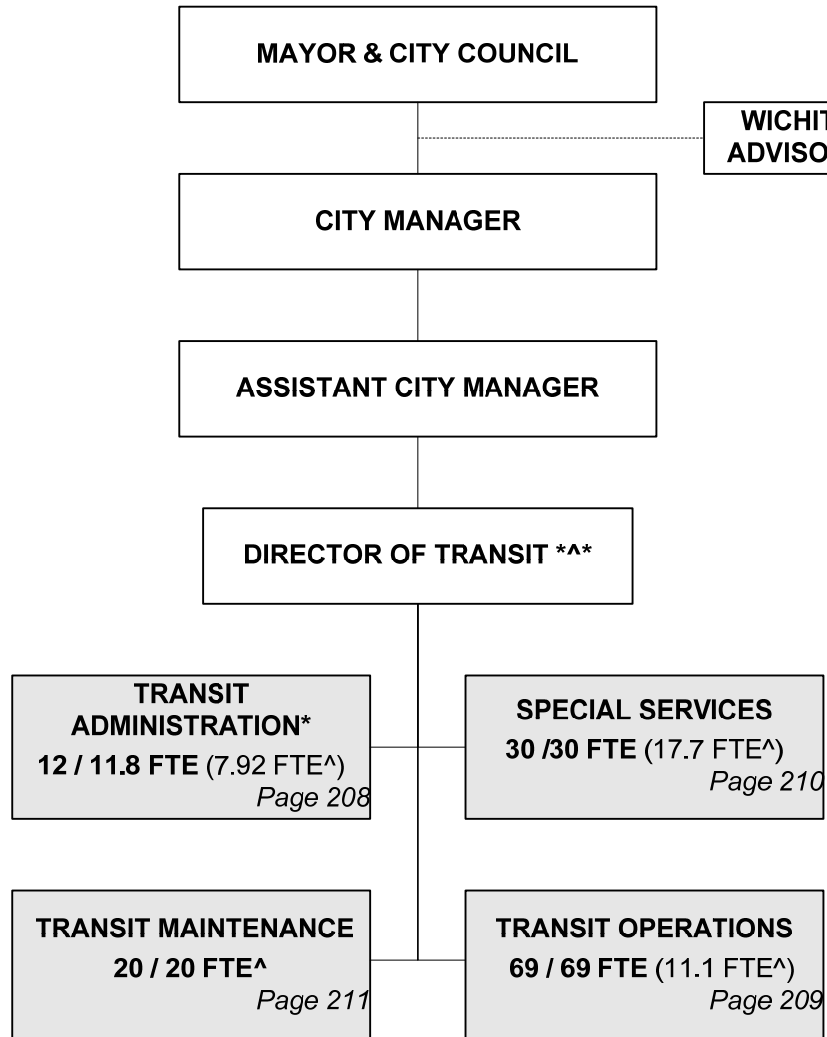 MAYOR & CITY COUNCIL
WICHIT
ADVISO
CITY MANAGER
ASSISTANT CITY MANAGER
DIRECTOR OF TRANSIT *^*
TRANSIT
ADMINISTRATION*
12 / 11.8 FTE (7.92 FTE^)
Page 208
SPECIAL SERVICES
30 /30 FTE (17.7 FTE^)
Page 210
TRANSIT MAINTENANCE
20 / 20 FTE^
Page 211
TRANSIT OPERATIONS
69 / 69 FTE (11.1 FTE^)
Page 209